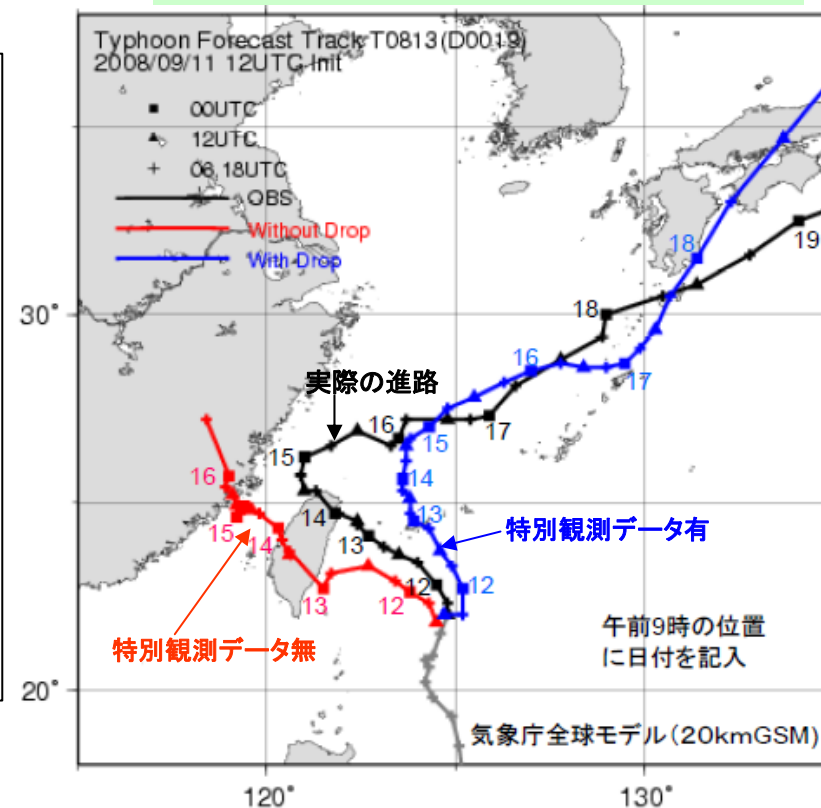 Typhoon Forecast Track T0813(D0019)
2008/09/11 12UTC Init
00UTC
12UTC
06,18UTC
OBS
Without Drop
With Drop
30°
20°
120°
130°
実際の進路
特別観測データ有
特別観測データ無
午前9時の位置
に日付を記入
気象庁全球モデル(20kmGSM)
12
13
14
15
16
17
18
19
12
13
14
15
16
17
18
12
13
14
15
16